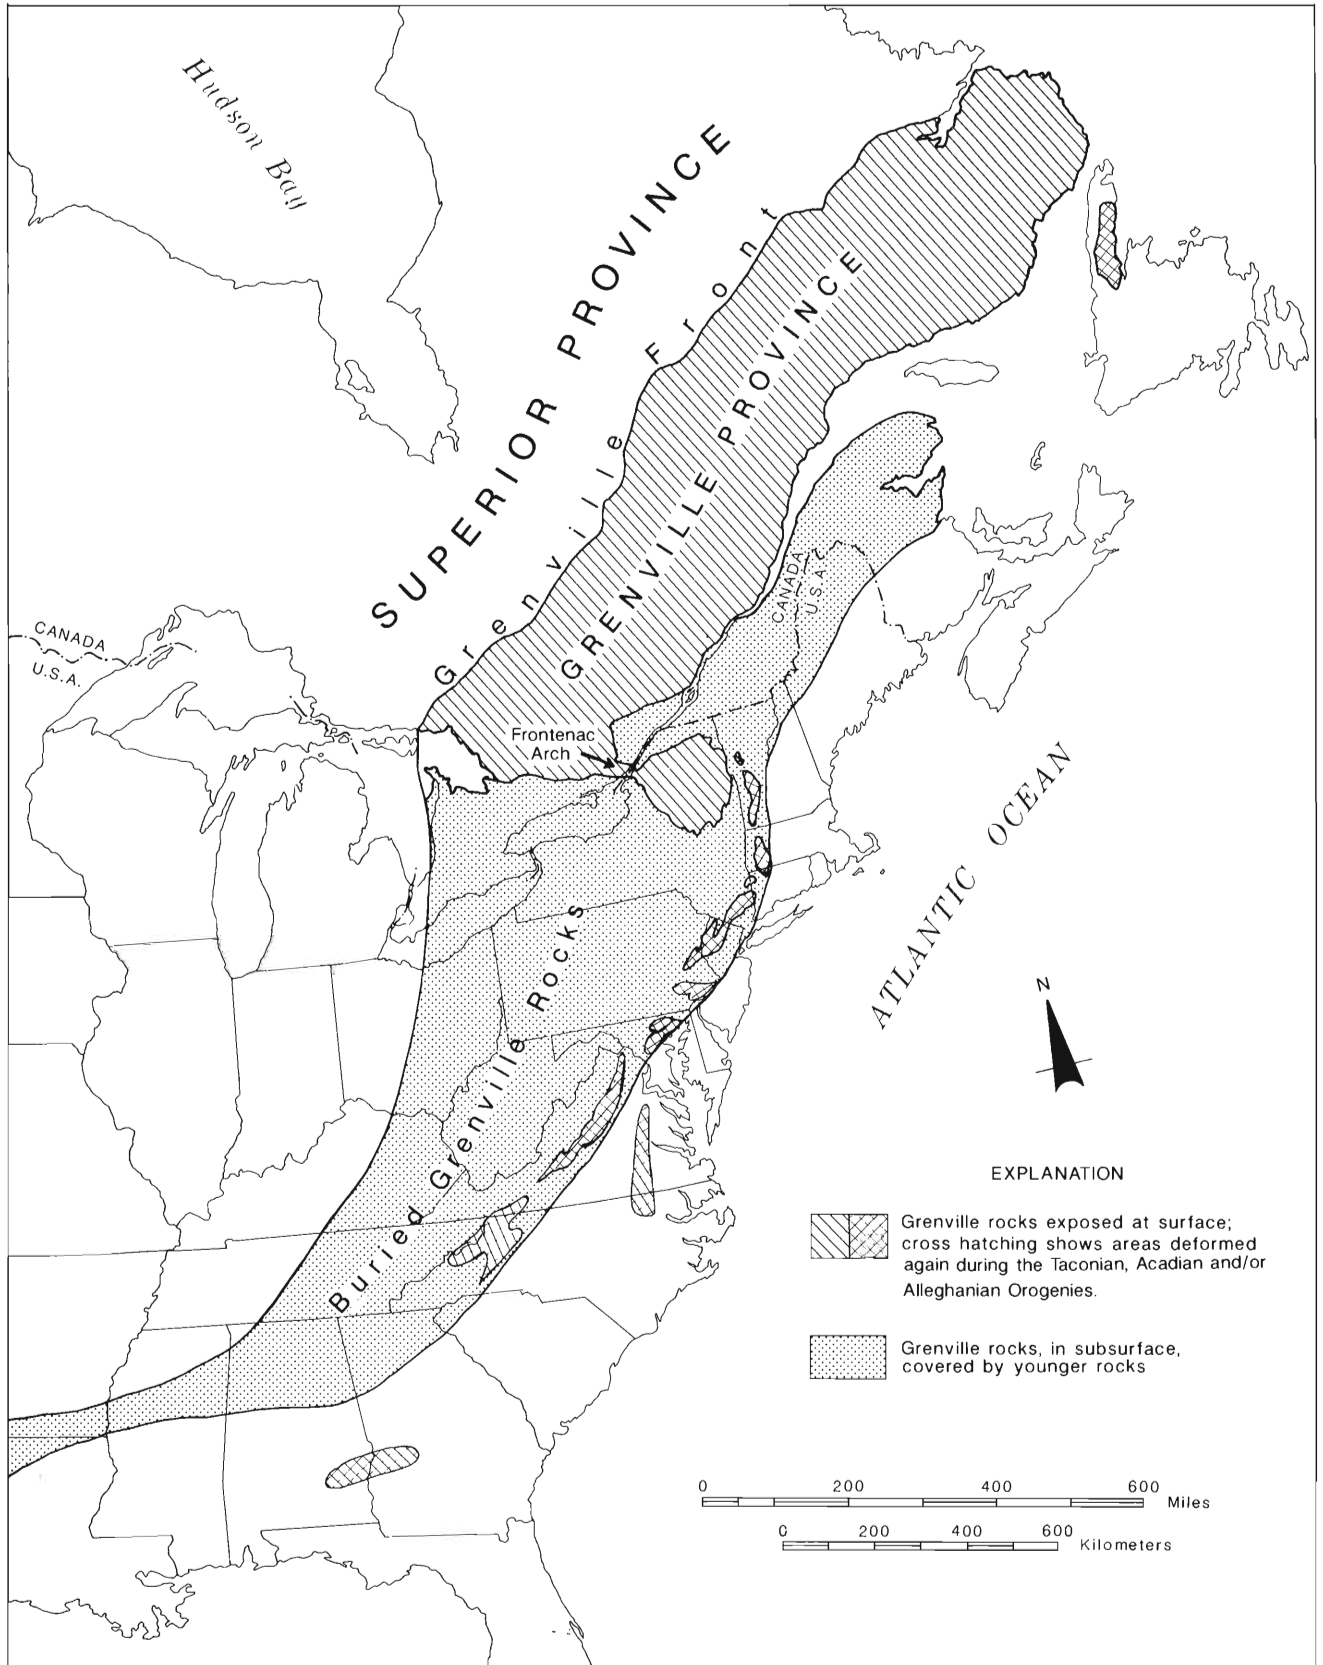 Hudson Bay
SUPERIOR PROVINCE
Grenville Front
GRENVILLE PROVINCE
CANADA
U.S.A.
CANADA
U.S.A.
Frontenac
Arch
ATLANTIC OCEAN
Buried Grenville Rocks
N
EXPLANATION
Grenville rocks exposed at surface;
cross hatching shows areas deformed
again during the Taconian, Acadian and/or
Alleghanian Orogenies.
Grenville rocks, in subsurface,
covered by younger rocks
0 200 400 600
Miles
0 200 400 600
Kilometers